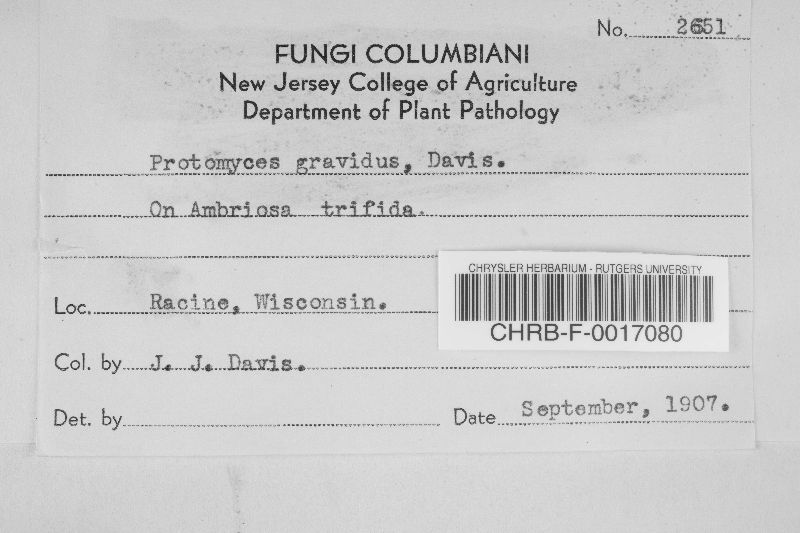 No. 2651
FUNGI COLUMBIANI
New Jersey College of Agriculture
Department of Plant Pathology
Protomyces gravidus, Davis.
On Ambriosa trifida.
Loc. Racine, Wisconsin.
CHRYSLER HERBARIUM - RUTGERS UNIVERSITY
CHRB-F-0017080
Col. by J. J. Davis.
Det. by
Date September, 1907.